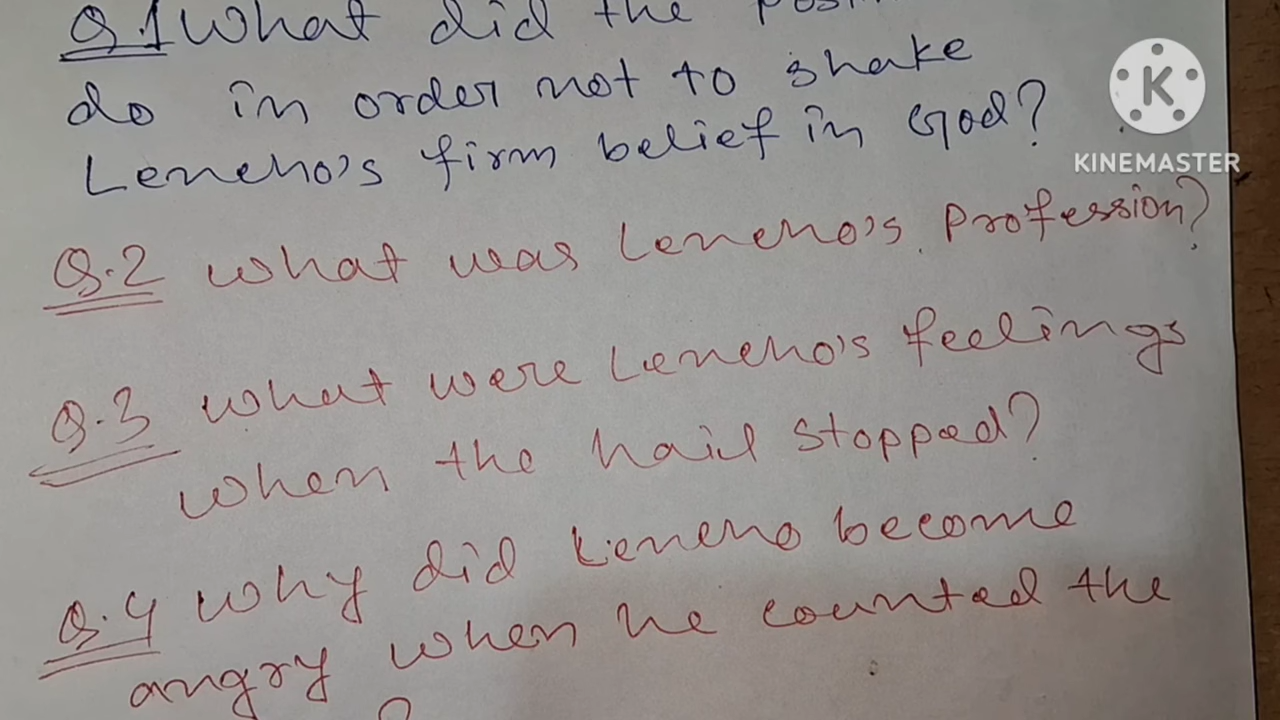 Q.1 What did the
do in order not to shake
Lencho's firm belief in God?
K
KINEMASTER
Q.2 What was Lencho's profession?
Q.3 What were Lencho's feelings
when the hail stopped?
Q.4 Why did Lencho become
angry when he counted the
?